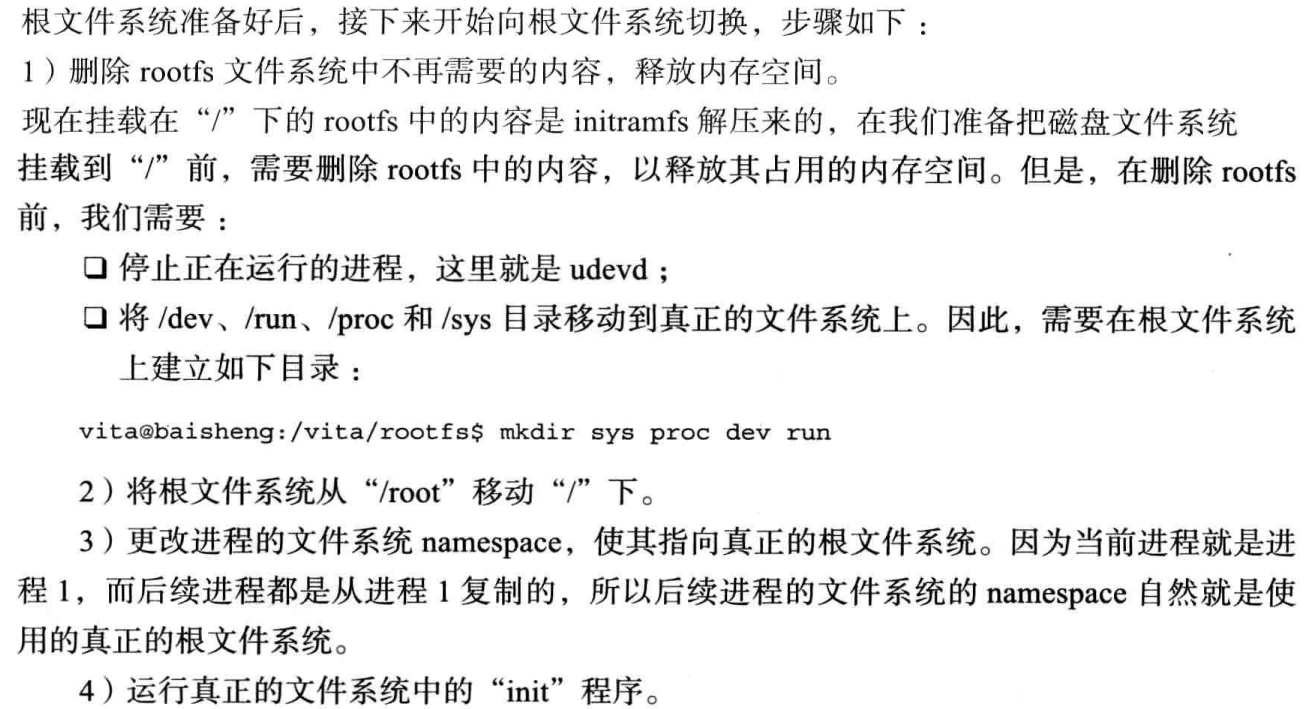 根文件系统准备好后，接下来开始向根文件系统切换，步骤如下：
1）删除 rootfs 文件系统中不再需要的内容，释放内存空间。
现在挂载在“/”下的 rootfs 中的内容是 initramfs 解压来的，在我们准备把磁盘文件系统
挂载到“/”前，需要删除 rootfs 中的内容，以释放其占用的内存空间。但是，在删除 rootfs
前，我们需要：
❑ 停止正在运行的进程，这里就是 udevd；
❑ 将 /dev、/run、/proc 和 /sys 目录移动到真正的文件系统上。因此，需要在根文件系统
上建立如下目录：
vita@baisheng:/vita/rootfs$ mkdir sys proc dev run
2）将根文件系统从“/root”移动“/”下。
3）更改进程的文件系统 namespace，使其指向真正的根文件系统。因为当前进程就是进
程 1，而后续进程都是从进程 1 复制的，所以后续进程的文件系统的 namespace 自然就是使
用的真正的根文件系统。
4）运行真正的文件系统中的“init”程序。